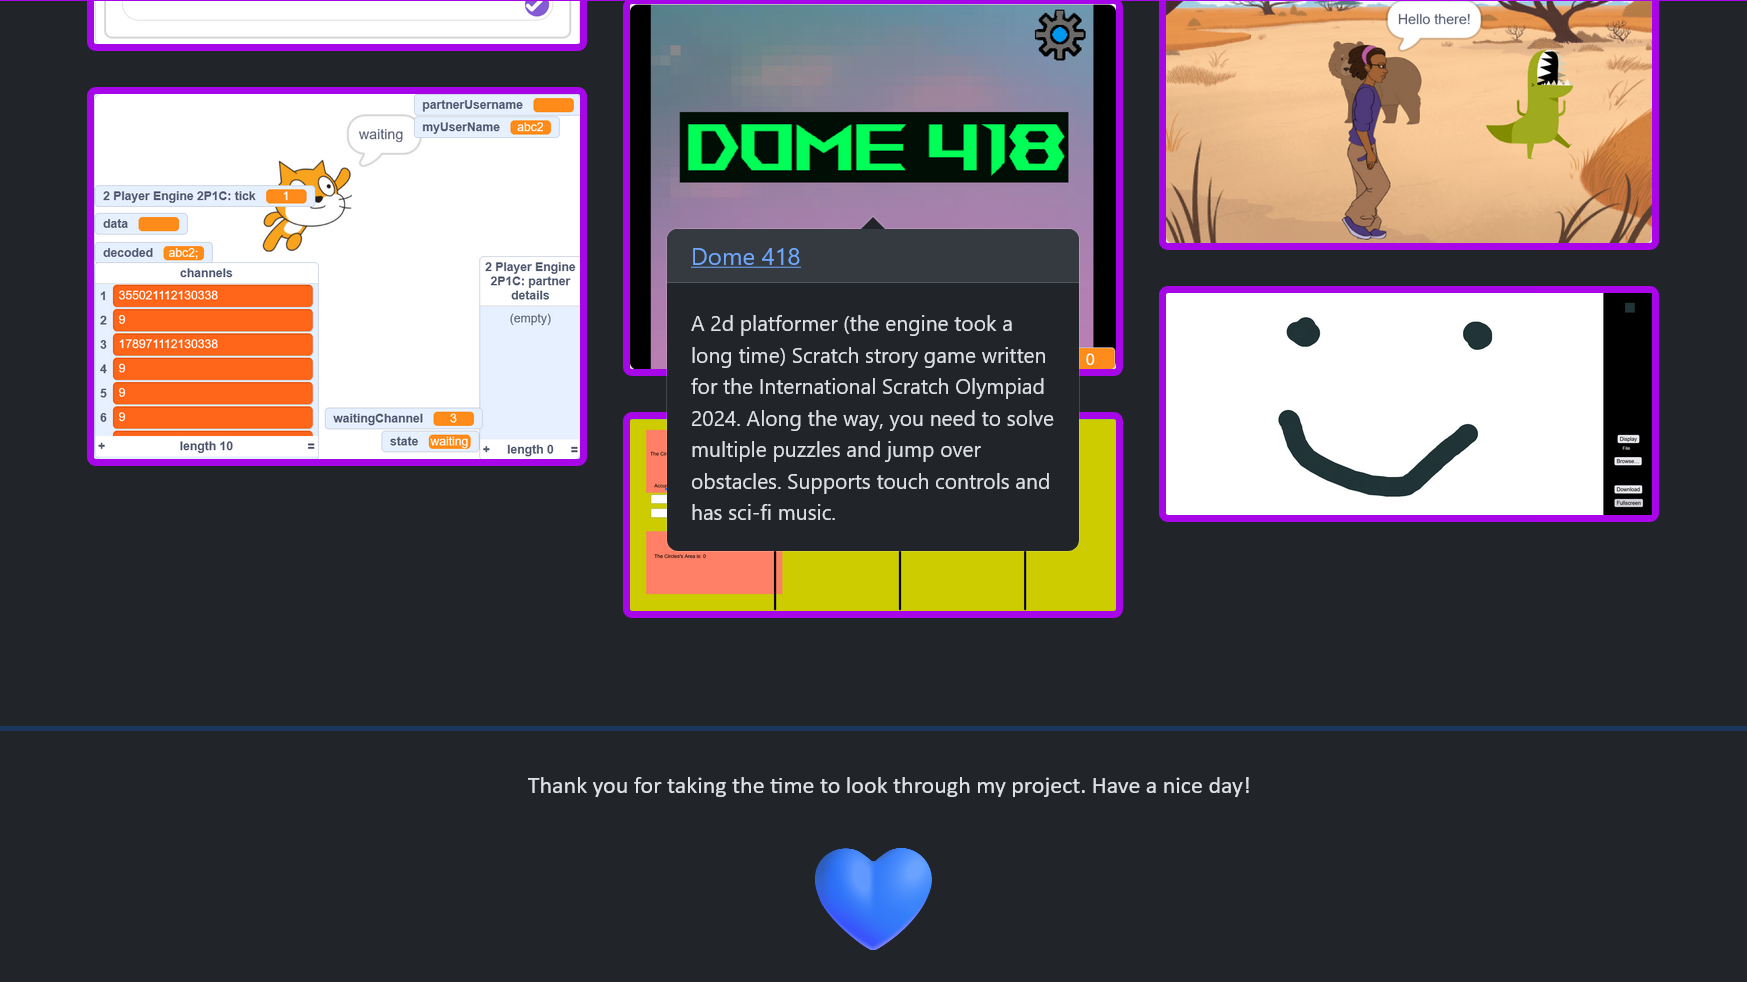 partnerUsername
waiting
myUserName abc2
2 Player Engine 2P1C: tick 1
data
decoded abc2;
channels
1 355021112130338
2 9
3 178971112130338
4 9
5 9
6 9
+ length 10 =
2 Player Engine
2P1C: partner
details
(empty)
waitingChannel 3
state waiting
+ length 0 =
DOME 418
Dome 418
A 2d platformer (the engine took a
long time) Scratch strory game written
for the International Scratch Olympiad
2024. Along the way, you need to solve
multiple puzzles and jump over
obstacles. Supports touch controls and
has sci-fi music.
0
The Circles's Area is: 0
Hello there!
Display
File
Browse...
Download
Fullscreen
Thank you for taking the time to look through my project. Have a nice day!